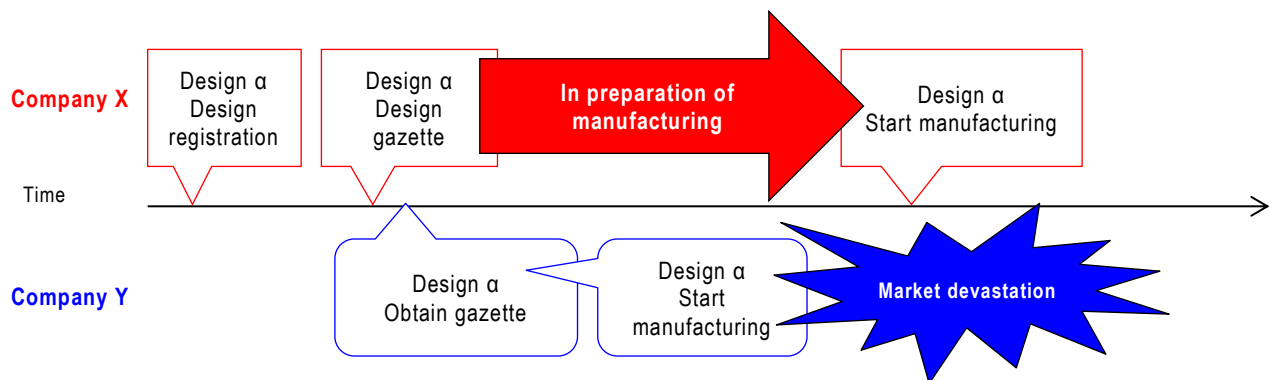 Company X
Design α
Design
registration
Design α
Design
gazette
In preparation of
manufacturing
Design α
Start manufacturing
Time
Company Y
Design α
Obtain gazette
Design α
Start
manufacturing
Market devastation